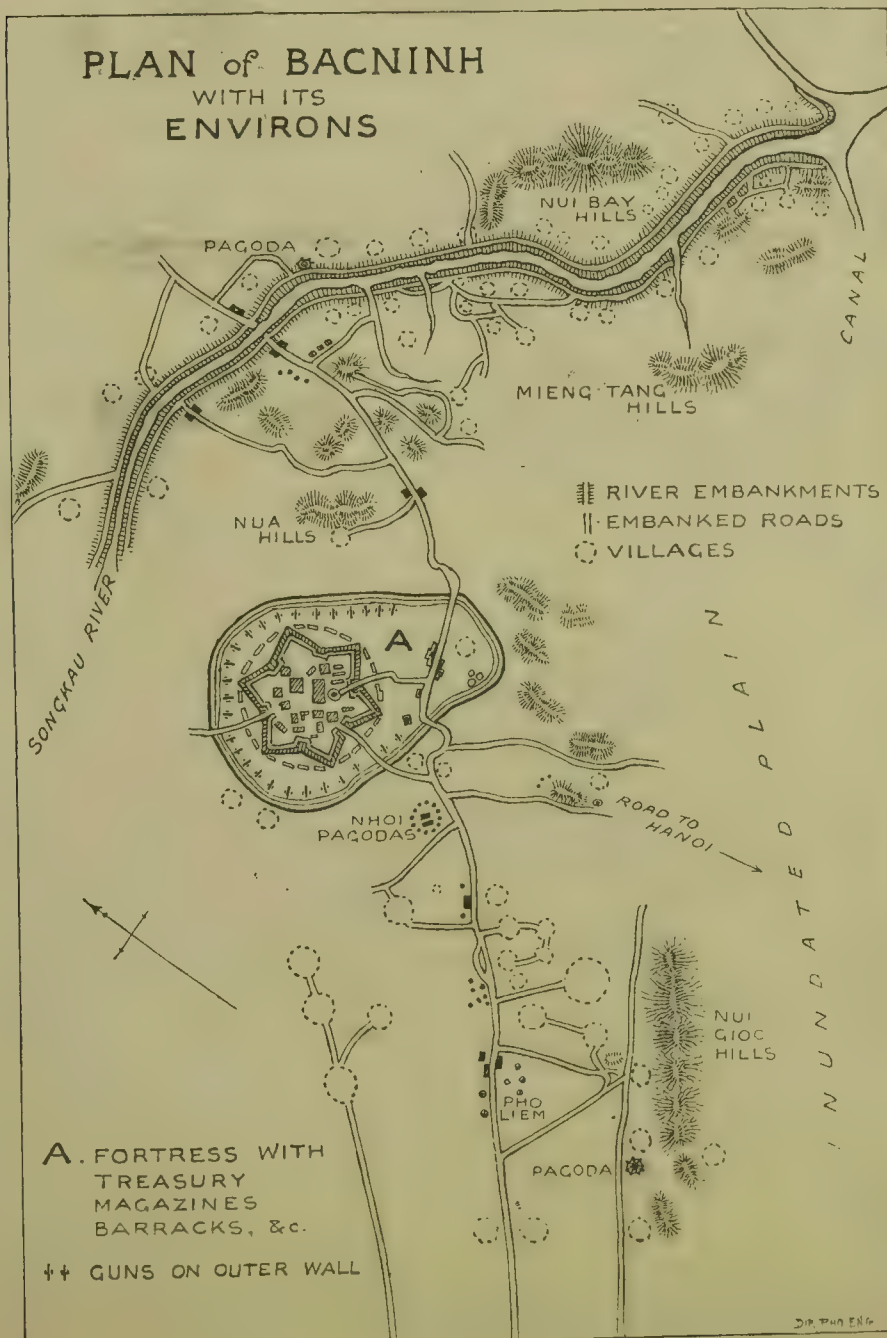 PLAN of BACNINH
WITH ITS
ENVIRONS
NUI BAY
HILLS
PAGODA
CANAL
MIENG-TANG
HILLS
RIVER EMBANKMENTS
EMBANKED ROADS
VILLAGES
NUA
HILLS
SONGKAU RIVER
A
INUNDATED PLAIN
ROAD TO
HANOI
NHOI
PAGODAS
NUI
GIOC
HILLS
PHO
LIEM
PAGODA
A. FORTRESS WITH
TREASURY
MAGAZINES
BARRACKS, &c.
GUNS ON OUTER WALL